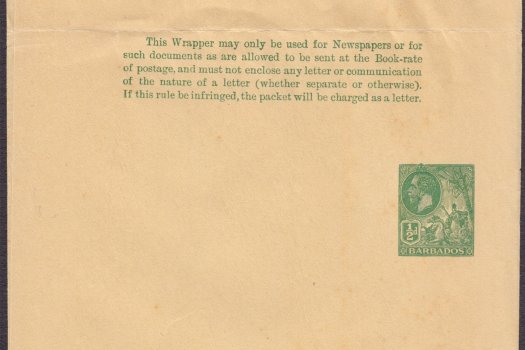 This Wrapper may only be used for Newspapers or for
such documents as are allowed to be sent at the Book-rate
of postage, and must not enclose any letter or communication
of the nature of a letter (whether separate or otherwise).
If this rule be infringed, the packet will be charged as a letter.
½d
BARBADOS